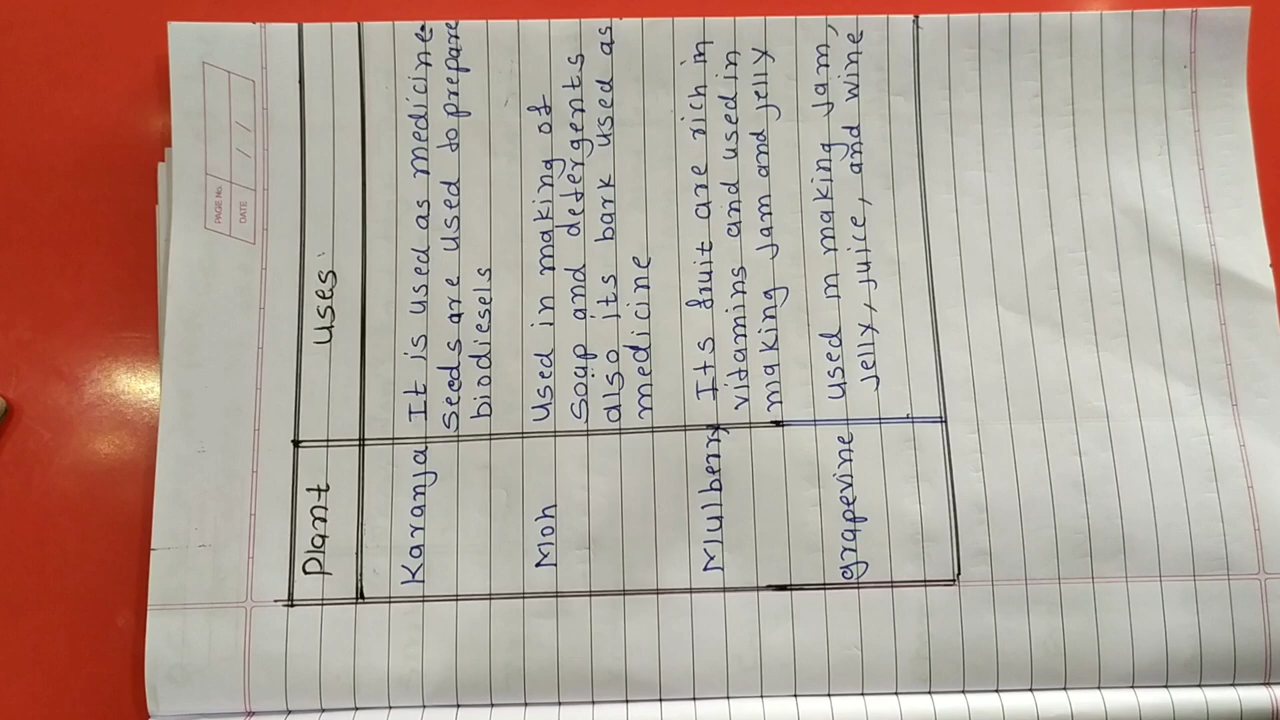 PAGE No.
DATE / /
Plant uses:
Karanja It is used as medicine.
Seeds are used to prepare
biodiesels
Moh Used in making of
soap and detergents
also its bark used as
medicine
Mulberry Its fruit are rich in
vitamins and used in
making Jam and jelly
grapevine used in making Jam,
Jelly, juice, and wine